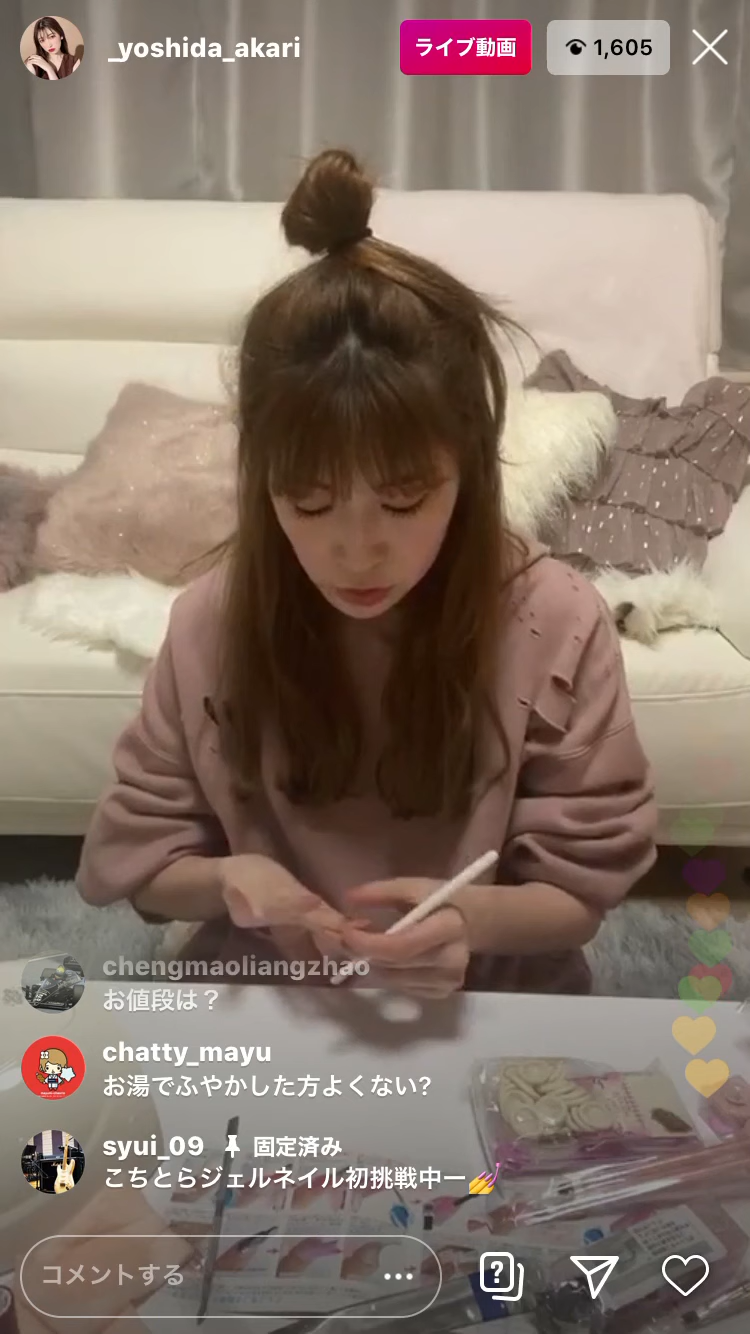 _yoshida_akari
ライブ動画
1,605
chengmaoliangzhao
お値段は？
chatty_mayu
お湯でふやかした方よくない?
syui_09 固定済み
こちとらジェルネイル初挑戦中ー💅
コメントする